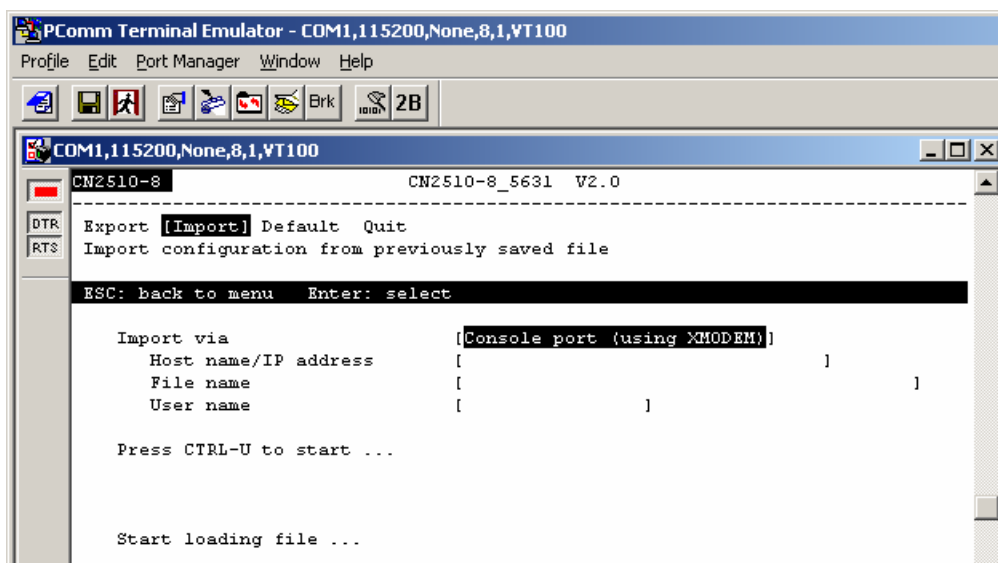 PComm Terminal Emulator - COM1,115200,None,8,1,VT100
Profile Edit Port Manager Window Help
Brk 2B
COM1,115200,None,8,1,VT100
CN2510-8 CN2510-8_5631 V2.0
--------------------------------------------------------------------------------
DTR Export [Import] Default Quit
RTS Import configuration from previously saved file
ESC: back to menu Enter: select
Import via [Console port (using XMODEM)]
Host name/IP address [ ]
File name [ ]
User name [ ]
Press CTRL-U to start ...
Start loading file ...